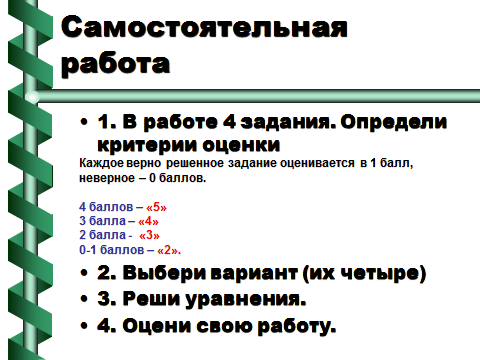 Самостоятельная
работа
• 1. В работе 4 задания. Определи
критерии оценки
Каждое верно решенное задание оценивается в 1 балл,
неверное – 0 баллов.
4 баллов – «5»
3 балла – «4»
2 балла - «3»
0-1 баллов – «2».
• 2. Выбери вариант (их четыре)
• 3. Реши уравнения.
• 4. Оцени свою работу.